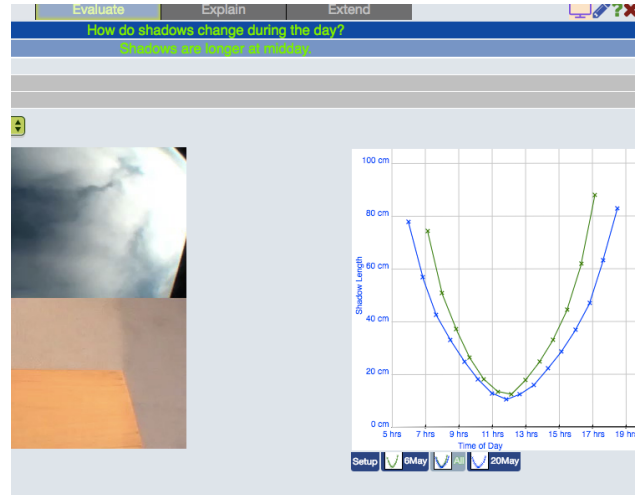 Evaluate Explain Extend
?
How do shadows change during the day?
Shadows are longer at midday.
100 cm
80 cm
60 cm
40 cm
20 cm
0 cm
Shadow Length
5 hrs 7 hrs 9 hrs 11 hrs 13 hrs 15 hrs 17 hrs 19 hrs
Time of Day
Setup 6May All 20May